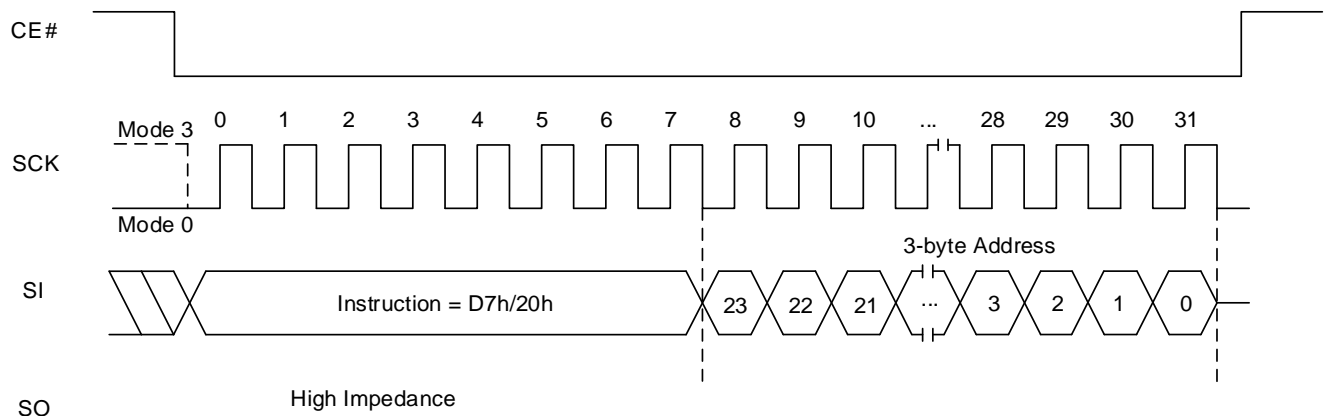 CE#
Mode 3
0 1 2 3 4 5 6 7 8 9 10 ... 28 29 30 31
SCK
Mode 0
3-byte Address
SI
Instruction = D7h/20h
23 22 21 ... 3 2 1 0
High Impedance
SO